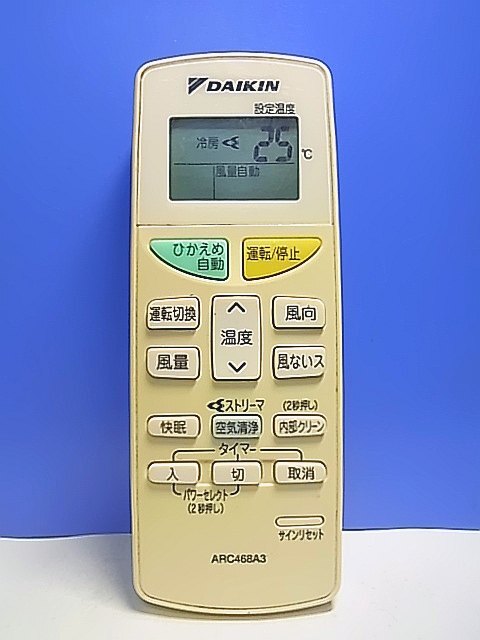 DAIKIN
設定温度
冷房 25 ℃
風量自動
ひかえめ
自動
運転/停止
運転切換
温度
風向
風量
風ないス
ストリーマ
(2秒押し)
快眠
空気清浄
内部クリーン
タイマー
入
切
取消
パワーセレクト
(2秒押し)
サインリセット
ARC468A3